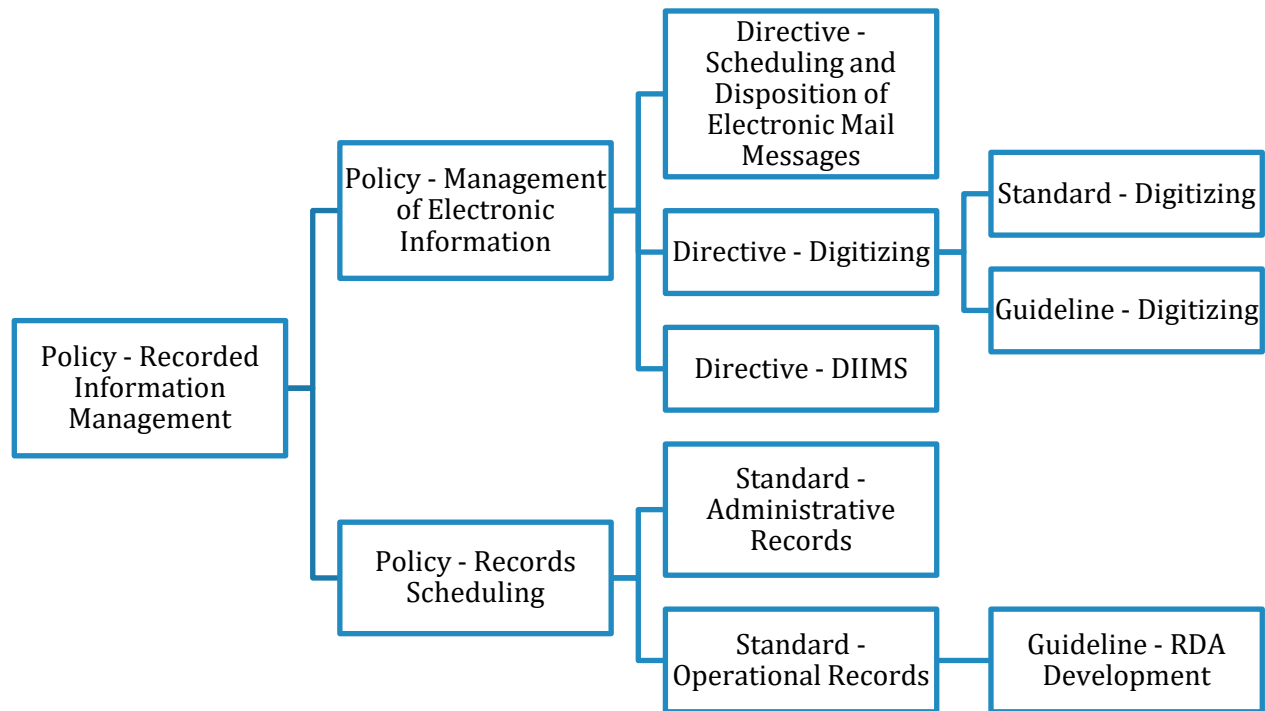 Policy - Recorded
Information
Management
Policy - Management
of Electronic
Information
Directive -
Scheduling and
Disposition of
Electronic Mail
Messages
Directive - Digitizing
Standard - Digitizing
Guideline - Digitizing
Directive - DIIMS
Policy - Records
Scheduling
Standard -
Administrative
Records
Standard -
Operational Records
Guideline - RDA
Development